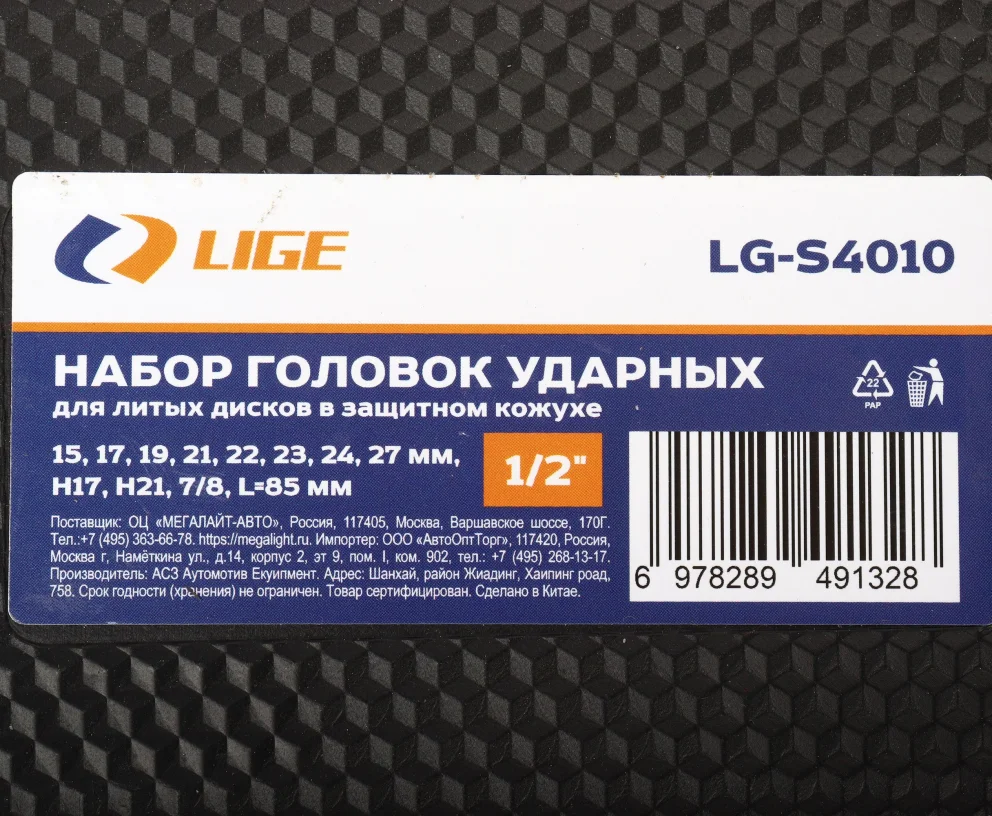 LIGE
LG-S4010
НАБОР ГОЛОВОК УДАРНЫХ
для литых дисков в защитном кожухе
22
PAP
15, 17, 19, 21, 22, 23, 24, 27 мм,
H17, H21, 7/8, L=85 мм
1/2"
Поставщик: ОЦ «МЕГАЛАЙТ-АВТО», Россия, 117405, Москва, Варшавское шоссе, 170Г.
Тел.:+7 (495) 363-66-78. https://megalight.ru. Импортер: ООО «АвтоОптТорг», 117420, Россия,
Москва г, Намёткина ул., д.14, корпус 2, эт 9, пом. I, ком. 902, тел.: +7 (495) 268-13-17.
Производитель: АСЗ Аутомотив Екуипмент. Адрес: Шанхай, район Жиадинг, Хаипинг роад,
758. Срок годности (хранения) не ограничен. Товар сертифицирован. Сделано в Китае.
6 978289 491328